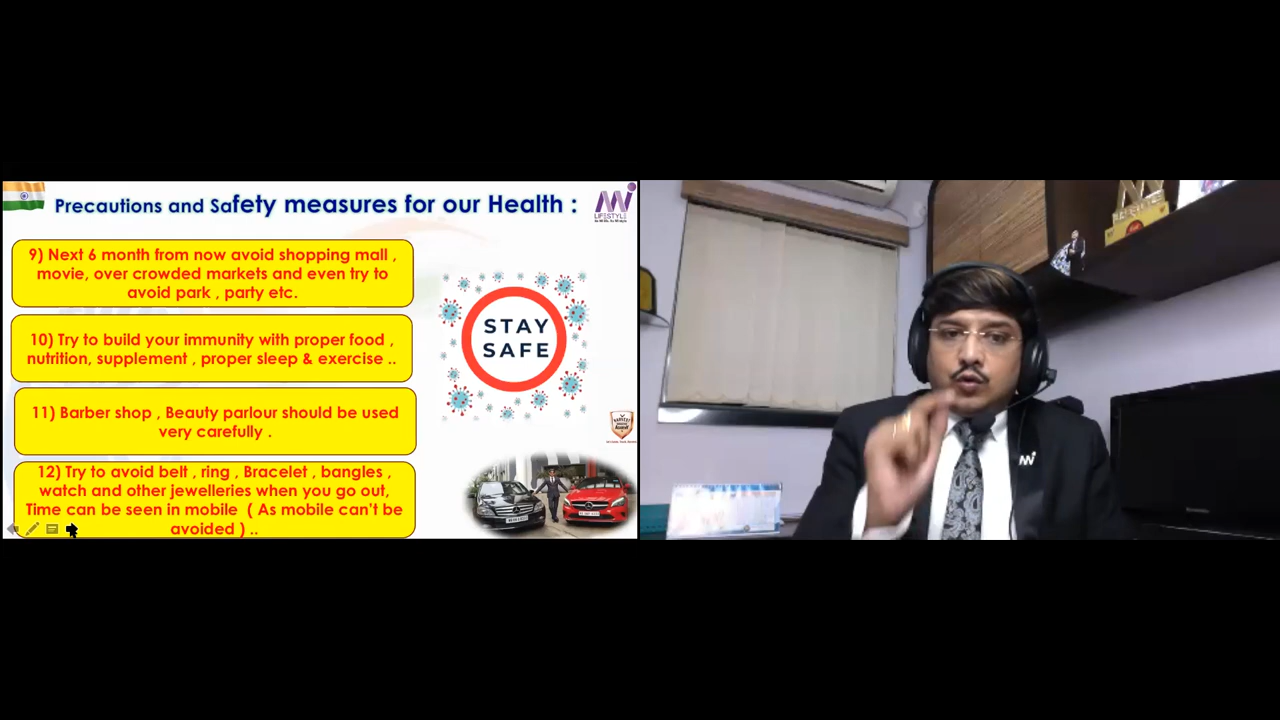 Precautions and Safety measures for our Health :
LIFESTYLE
9) Next 6 month from now avoid shopping mall ,
movie, over crowded markets and even try to
avoid park , party etc.
10) Try to build your immunity with proper food ,
nutrition, supplement , proper sleep & exercise ..
11) Barber shop , Beauty parlour should be used
very carefully .
12) Try to avoid belt , ring , Bracelet , bangles ,
watch and other jewelleries when you go out,
Time can be seen in mobile ( As mobile can't be
avoided ) ..
STAY
SAFE